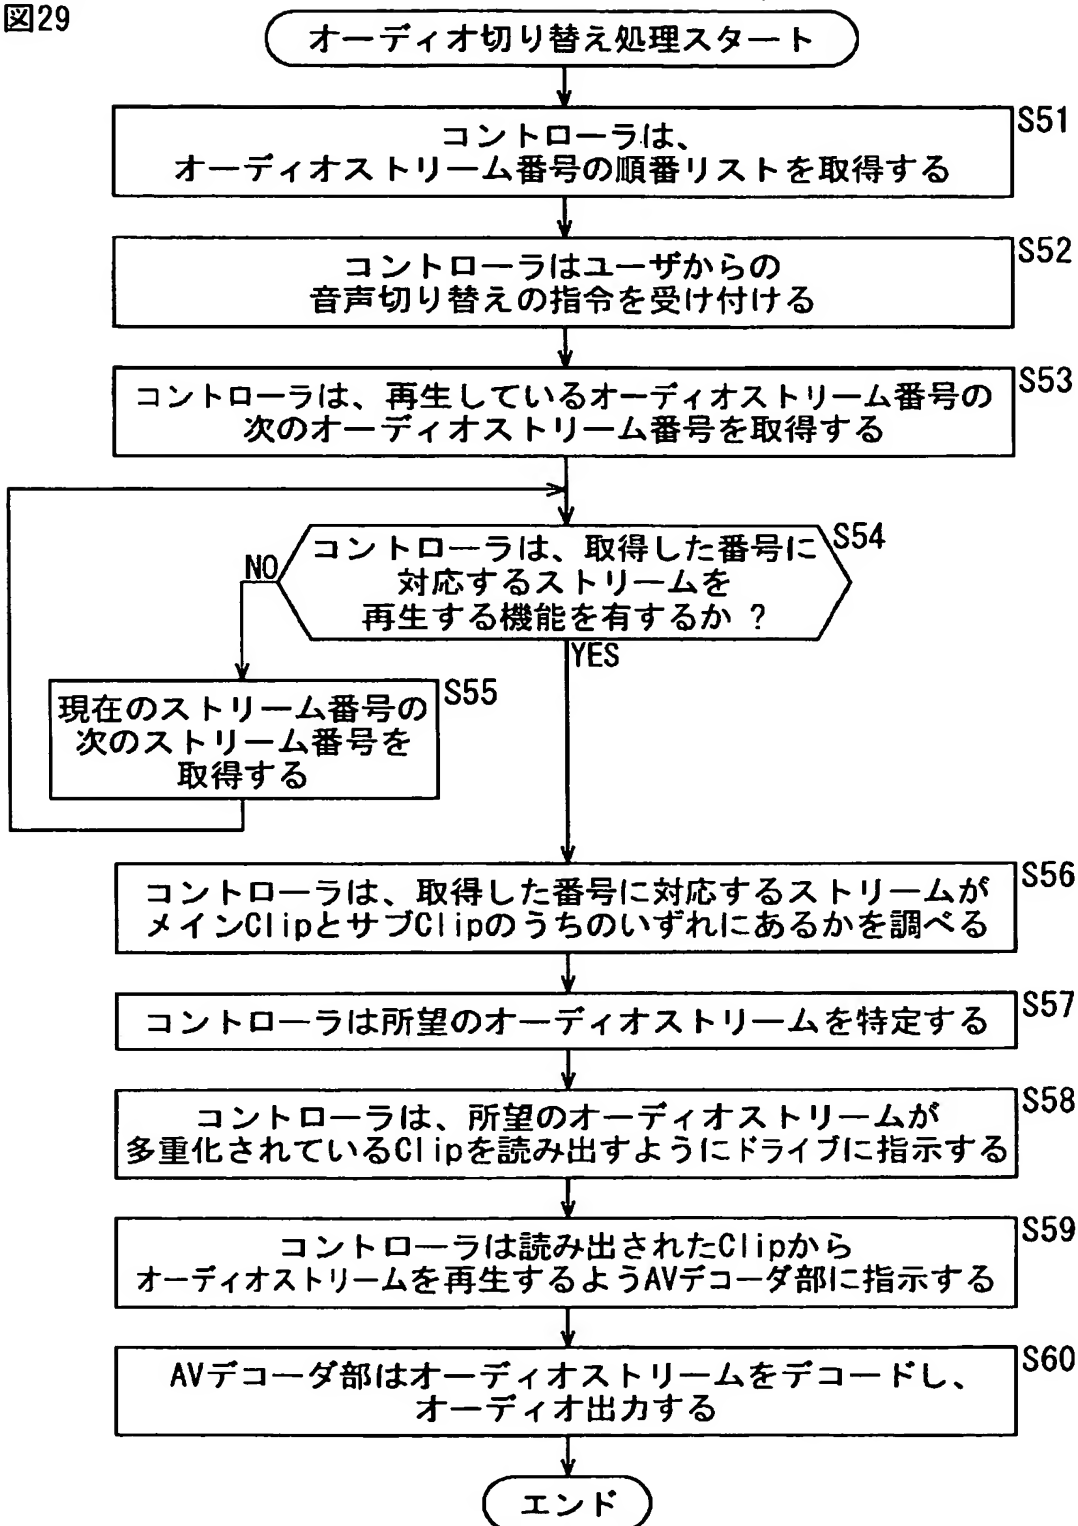 図29
オーディオ切り替え処理スタート
S51
コントローラは、
オーディオストリーム番号の順番リストを取得する
S52
コントローラはユーザからの
音声切り替えの指令を受け付ける
S53
コントローラは、再生しているオーディオストリーム番号の
次のオーディオストリーム番号を取得する
S54
コントローラは、取得した番号に
対応するストリームを
再生する機能を有するか ?
NO
YES
S55
現在のストリーム番号の
次のストリーム番号を
取得する
S56
コントローラは、取得した番号に対応するストリームが
メインClipとサブClipのうちのいずれにあるかを調べる
S57
コントローラは所望のオーディオストリームを特定する
S58
コントローラは、所望のオーディオストリームが
多重化されているClipを読み出すようにドライブに指示する
S59
コントローラは読み出されたClipから
オーディオストリームを再生するようAVデコーダ部に指示する
S60
AVデコーダ部はオーディオストリームをデコードし、
オーディオ出力する
エンド